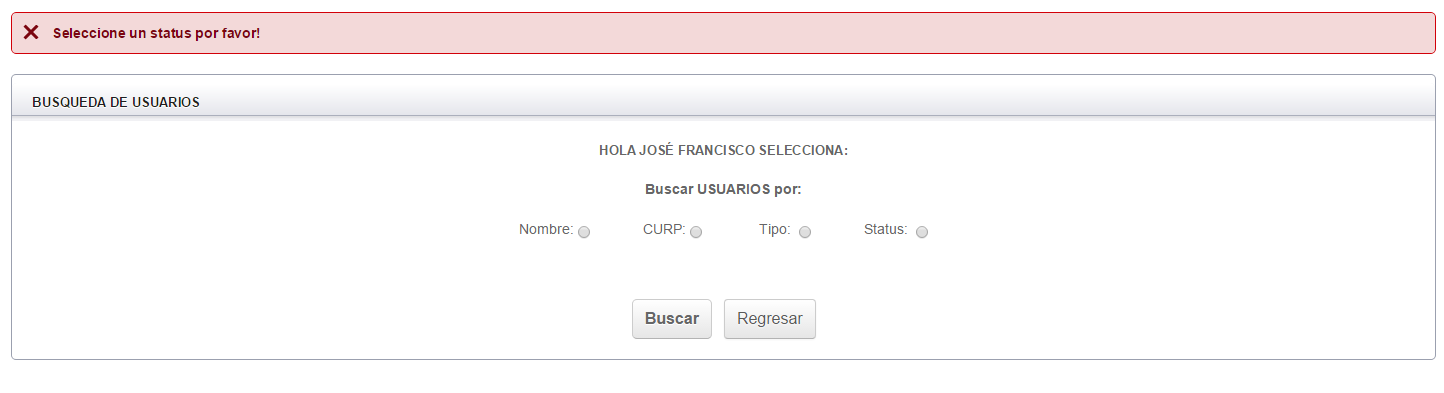 Seleccione un status por favor!
BUSQUEDA DE USUARIOS
HOLA JOSÉ FRANCISCO SELECCIONA:
Buscar USUARIOS por:
Nombre: CURP: Tipo: Status:
Buscar Regresar